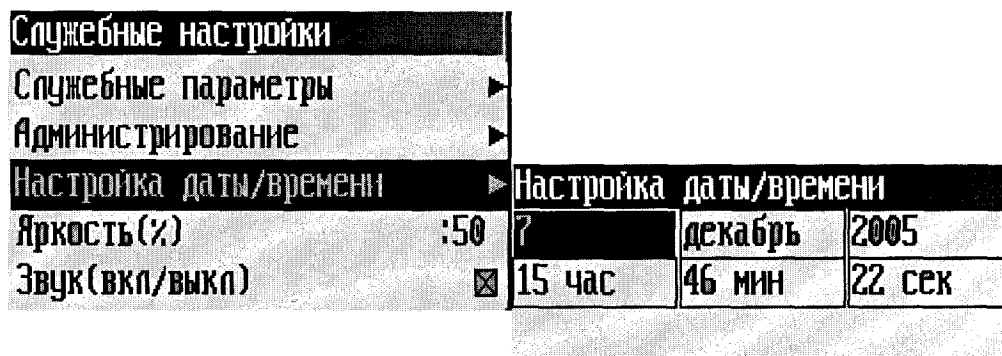 Служебные настройки
Служебные параметры
Администрирование
Настройка даты/времени
Яркость(%) :50
Звук(вкл/выкл)
Настройка даты/времени
7 декабрь 2005
15 час 46 мин 22 сек